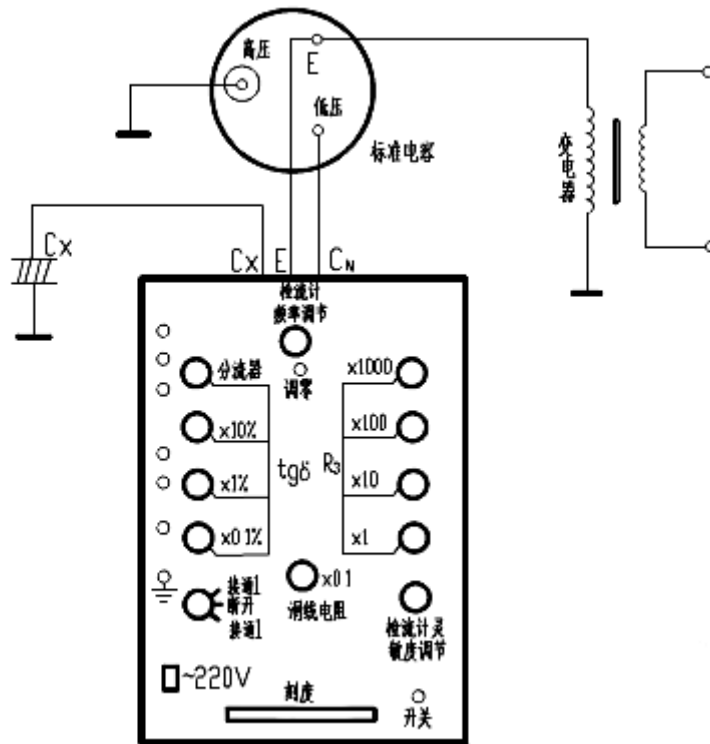 高压
E
低压
标准电容
变电器
Cx
Cx
E
CN
检流计
频率调节
分流器
调零
x1000
x10%
x100
tgδ
R3
x1%
x10
x0.1%
x1
x0.1
滑线电阻
接通1
断开
接通1
检流计灵
敏度调节
~220V
刻度
开关